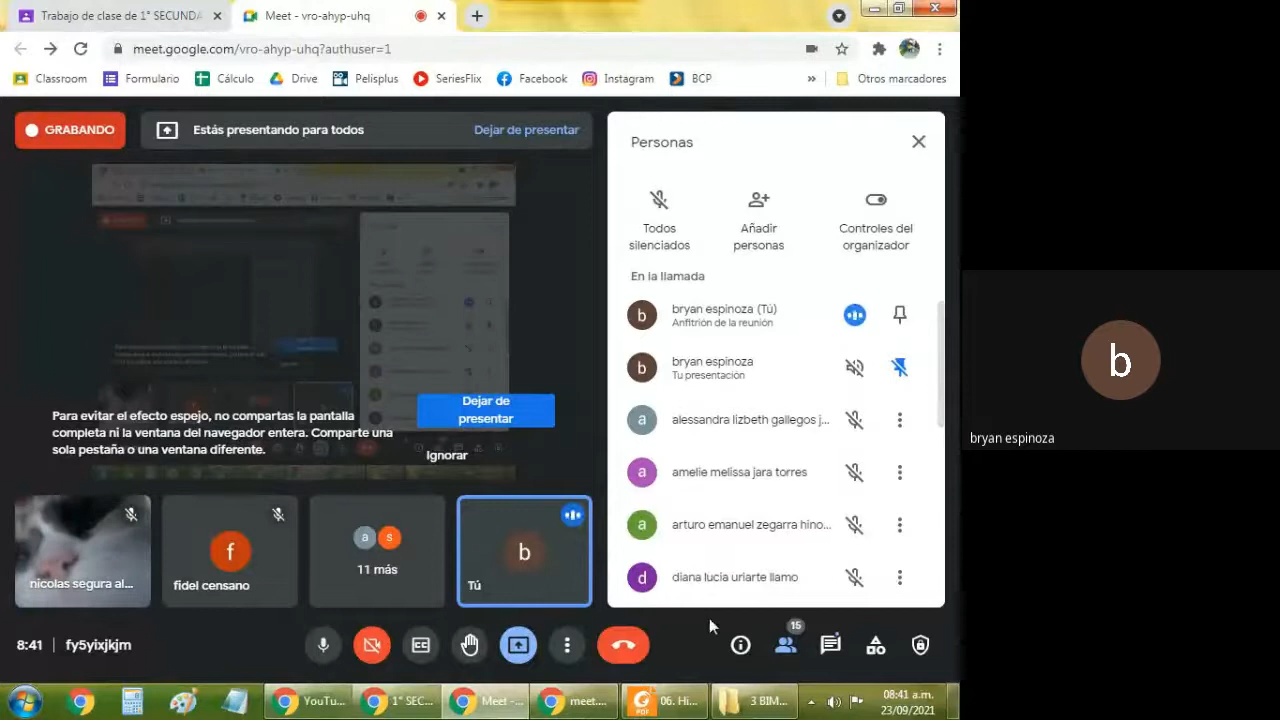 Trabajo de clase de 1° SECUNDA
Meet - vro-ahyp-uhq
meet.google.com/vro-ahyp-uhq?authuser=1
Classroom
Formulario
Cálculo
Drive
Pelisplus
SeriesFlix
Facebook
Instagram
BCP
»
Otros marcadores
GRABANDO
Estás presentando para todos
Dejar de presentar
Para evitar el efecto espejo, no compartas la pantalla
completa ni la ventana del navegador entera. Comparte una
sola pestaña o una ventana diferente.
Dejar de
presentar
Ignorar
nicolas segura al...
f
fidel censano
a s
11 más
b
Tú
Personas
Todos
silenciados
Añadir
personas
Controles del
organizador
En la llamada
b
bryan espinoza (Tú)
Anfitrión de la reunión
b
bryan espinoza
Tu presentación
a
alessandra lizbeth gallegos j...
a
amelie melissa jara torres
a
arturo emanuel zegarra hino...
d
diana lucia uriarte llamo
8:41 | fy5yixjkjm
15
b
bryan espinoza
YouTu...
1° SEC...
Meet -...
meet....
PDF
06. Hi...
3 BIM...
08:41 a.m.
23/09/2021